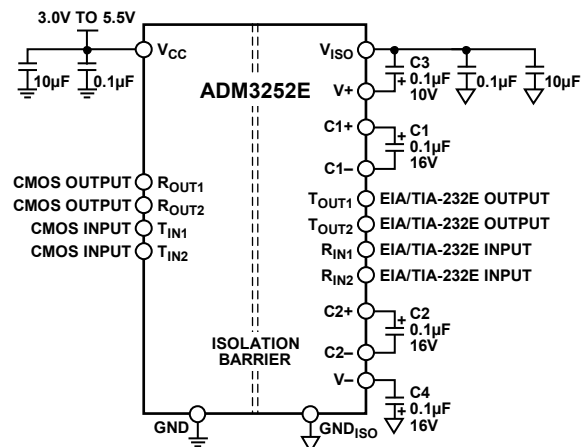 3.0V TO 5.5V
10µF
0.1µF
VCC
ADM3252E
VISO
V+
+
C3
0.1µF
10V
0.1µF
10µF
C1+
C1–
+
C1
0.1µF
16V
CMOS OUTPUT
ROUT1
CMOS OUTPUT
ROUT2
CMOS INPUT
TIN1
CMOS INPUT
TIN2
TOUT1
EIA/TIA-232E OUTPUT
TOUT2
EIA/TIA-232E OUTPUT
RIN1
EIA/TIA-232E INPUT
RIN2
EIA/TIA-232E INPUT
ISOLATION
BARRIER
C2+
C2–
+
C2
0.1µF
16V
V–
+
C4
0.1µF
16V
GND
GNDISO